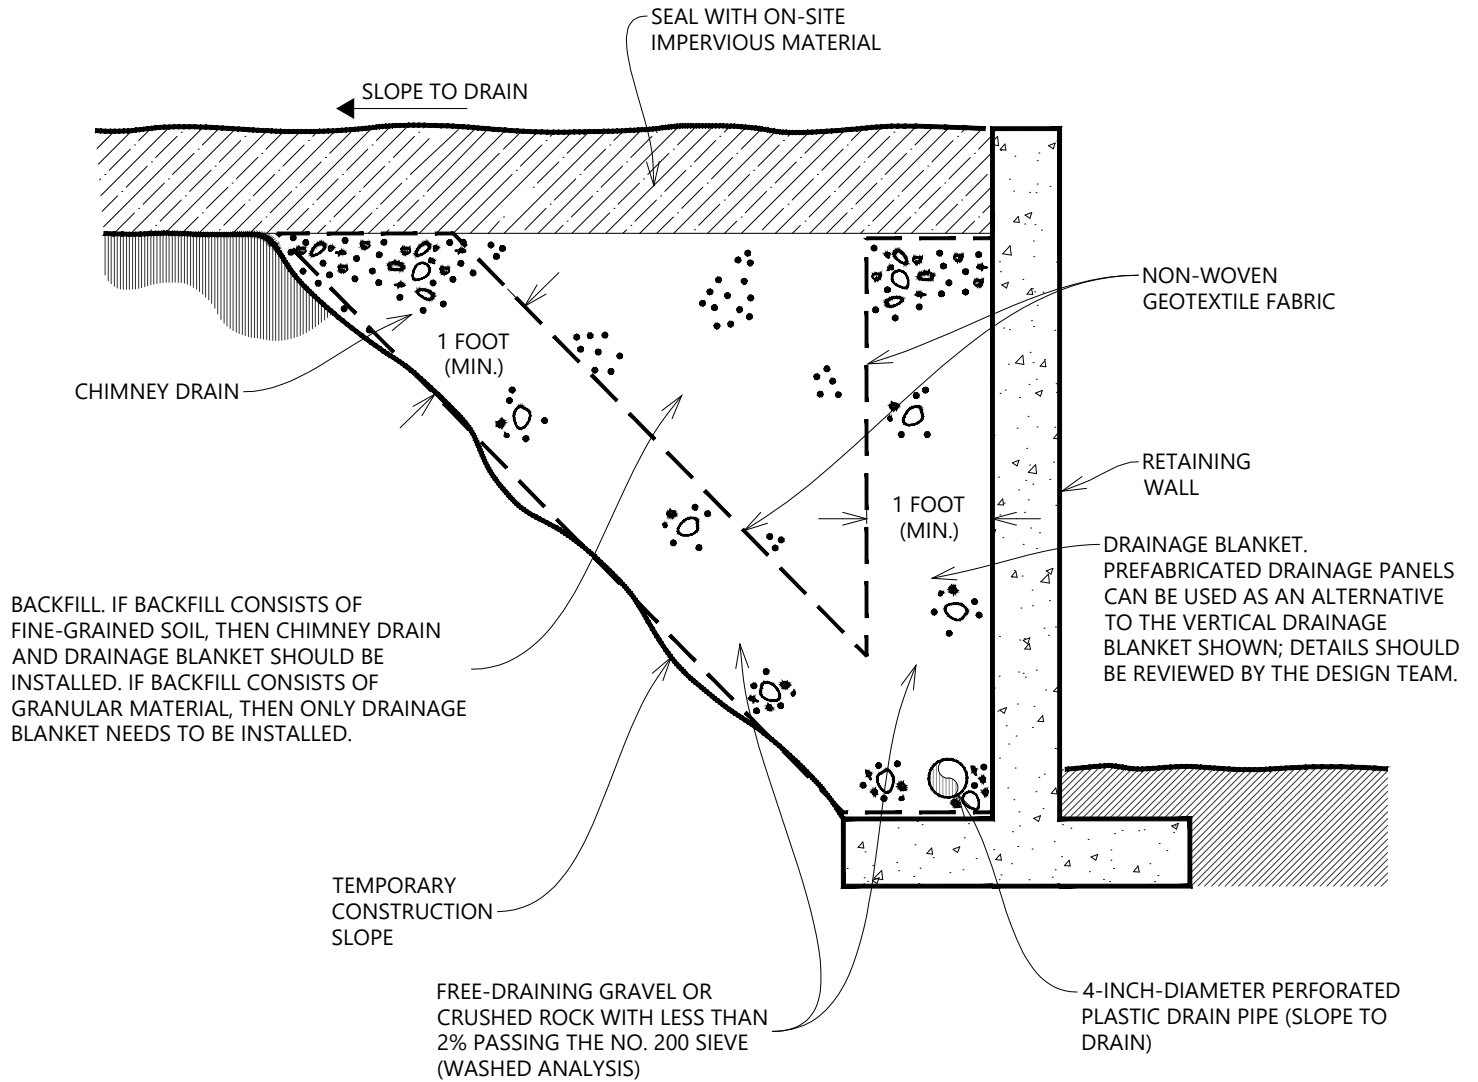 SEAL WITH ON-SITE
IMPERVIOUS MATERIAL
SLOPE TO DRAIN
NON-WOVEN
GEOTEXTILE FABRIC
1 FOOT
(MIN.)
CHIMNEY DRAIN
RETAINING
WALL
1 FOOT
(MIN.)
DRAINAGE BLANKET.
PREFABRICATED DRAINAGE PANELS
CAN BE USED AS AN ALTERNATIVE
TO THE VERTICAL DRAINAGE
BLANKET SHOWN; DETAILS SHOULD
BE REVIEWED BY THE DESIGN TEAM.
BACKFILL. IF BACKFILL CONSISTS OF
FINE-GRAINED SOIL, THEN CHIMNEY DRAIN
AND DRAINAGE BLANKET SHOULD BE
INSTALLED. IF BACKFILL CONSISTS OF
GRANULAR MATERIAL, THEN ONLY DRAINAGE
BLANKET NEEDS TO BE INSTALLED.
TEMPORARY
CONSTRUCTION
SLOPE
FREE-DRAINING GRAVEL OR
CRUSHED ROCK WITH LESS THAN
2% PASSING THE NO. 200 SIEVE
(WASHED ANALYSIS)
4-INCH-DIAMETER PERFORATED
PLASTIC DRAIN PIPE (SLOPE TO
DRAIN)